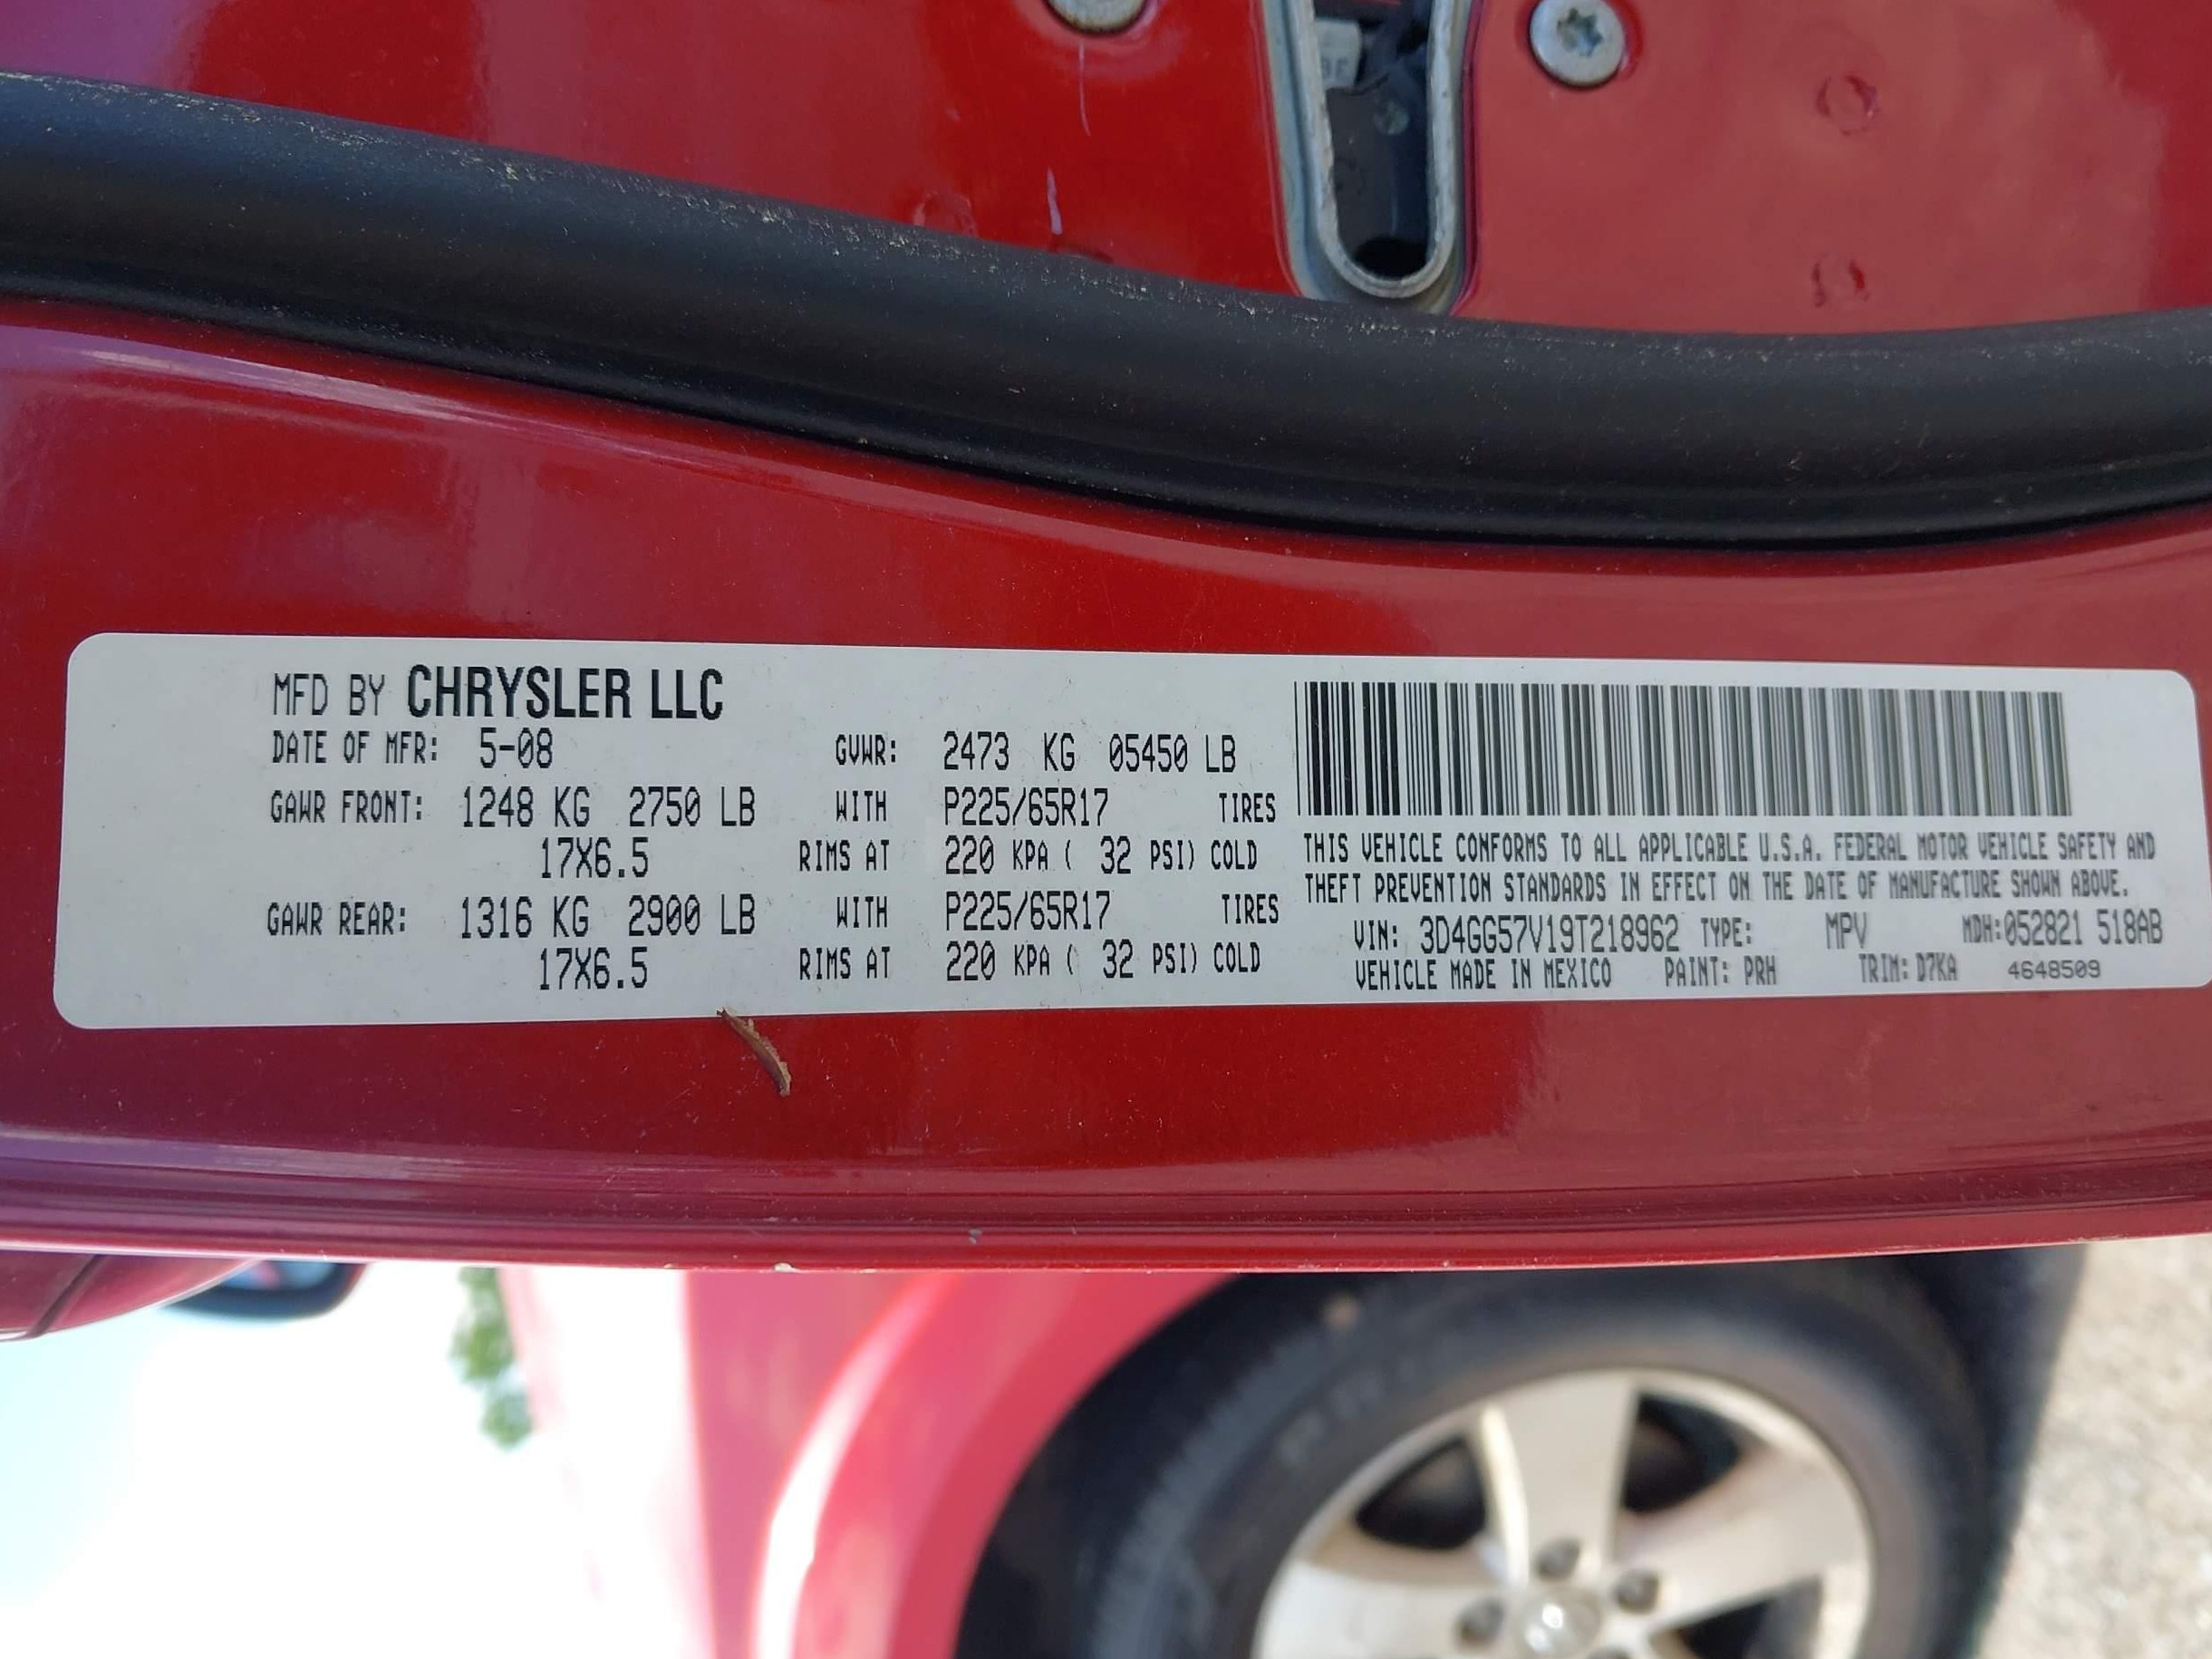 MFD BY CHRYSLER LLC
DATE OF MFR: 5-08 GVWR: 2473 KG 05450 LB
GAWR FRONT: 1248 KG 2750 LB WITH P225/65R17 TIRES
17X6.5 RIMS AT 220 KPA ( 32 PSI) COLD
GAWR REAR: 1316 KG 2900 LB WITH P225/65R17 TIRES
17X6.5 RIMS AT 220 KPA ( 32 PSI) COLD
THIS VEHICLE CONFORMS TO ALL APPLICABLE U.S.A. FEDERAL MOTOR VEHICLE SAFETY AND
THEFT PREVENTION STANDARDS IN EFFECT ON THE DATE OF MANUFACTURE SHOWN ABOVE.
VIN: 3D4GG57V19T218962 TYPE: MPV MDH:052821 518AB
VEHICLE MADE IN MEXICO PAINT: PRH TRIM: D7KA 4648509